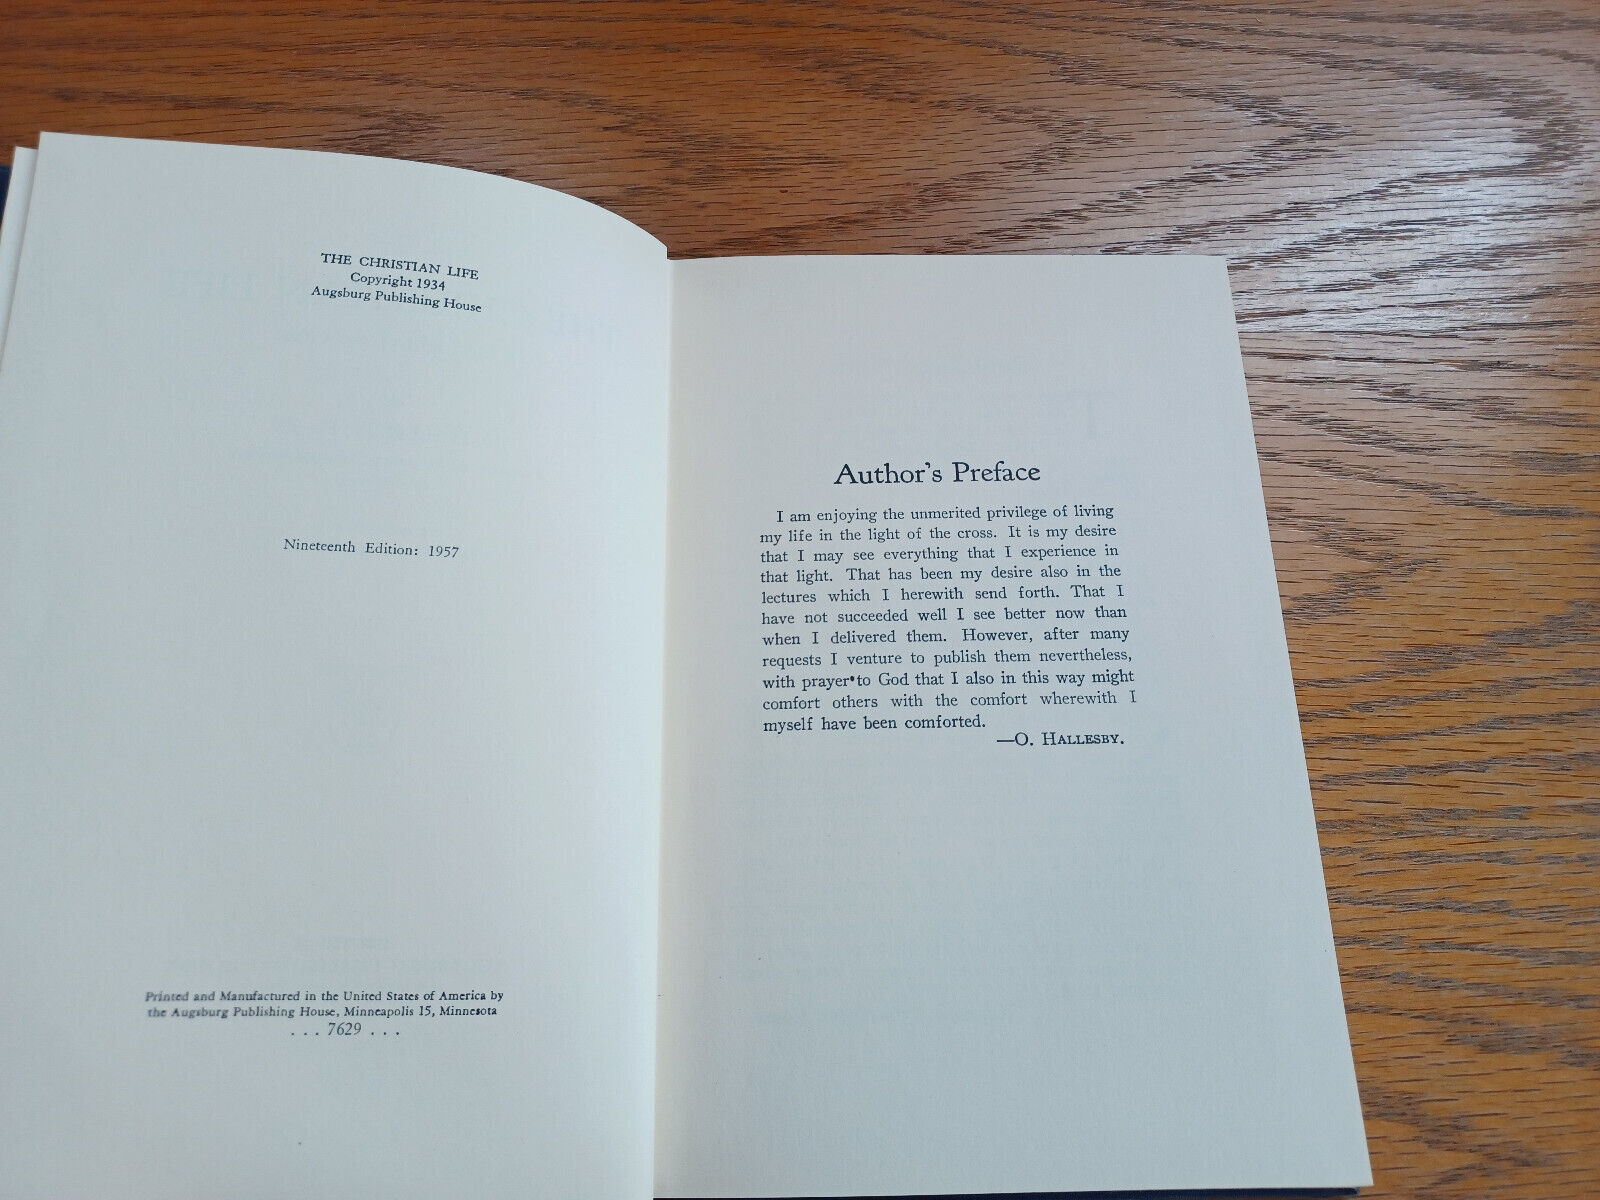 THE CHRISTIAN LIFE
Copyright 1934
Augsburg Publishing House
Nineteenth Edition: 1957
Printed and Manufactured in the United States of America by
the Augsburg Publishing House, Minneapolis 15, Minnesota
. . . 7629 . . .
Author's Preface
I am enjoying the unmerited privilege of living
my life in the light of the cross. It is my desire
that I may see everything that I experience in
that light. That has been my desire also in the
lectures which I herewith send forth. That I
have not succeeded well I see better now than
when I delivered them. However, after many
requests I venture to publish them nevertheless,
with prayer to God that I also in this way might
comfort others with the comfort wherewith I
myself have been comforted.
—O. HALLESBY.